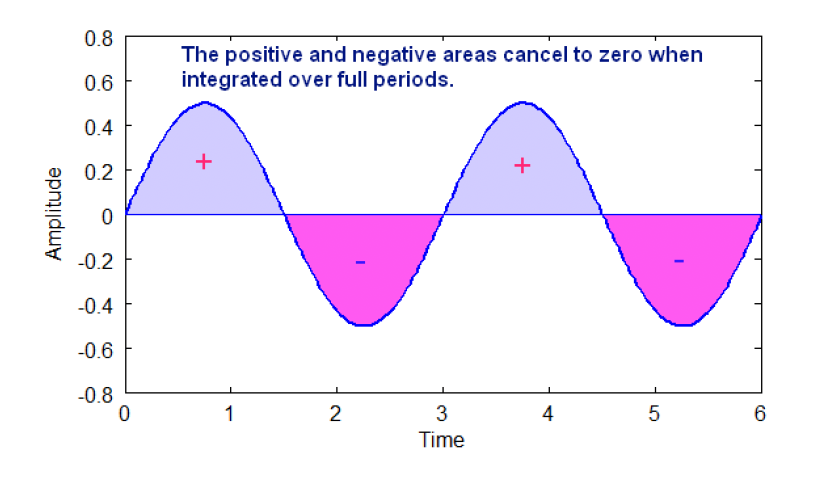 The positive and negative areas cancel to zero when
integrated over full periods.
0.8
0.6
0.4
0.2
0
-0.2
-0.4
-0.6
-0.8
Amplitude
+
+
-
-
0 1 2 3 4 5 6
Time